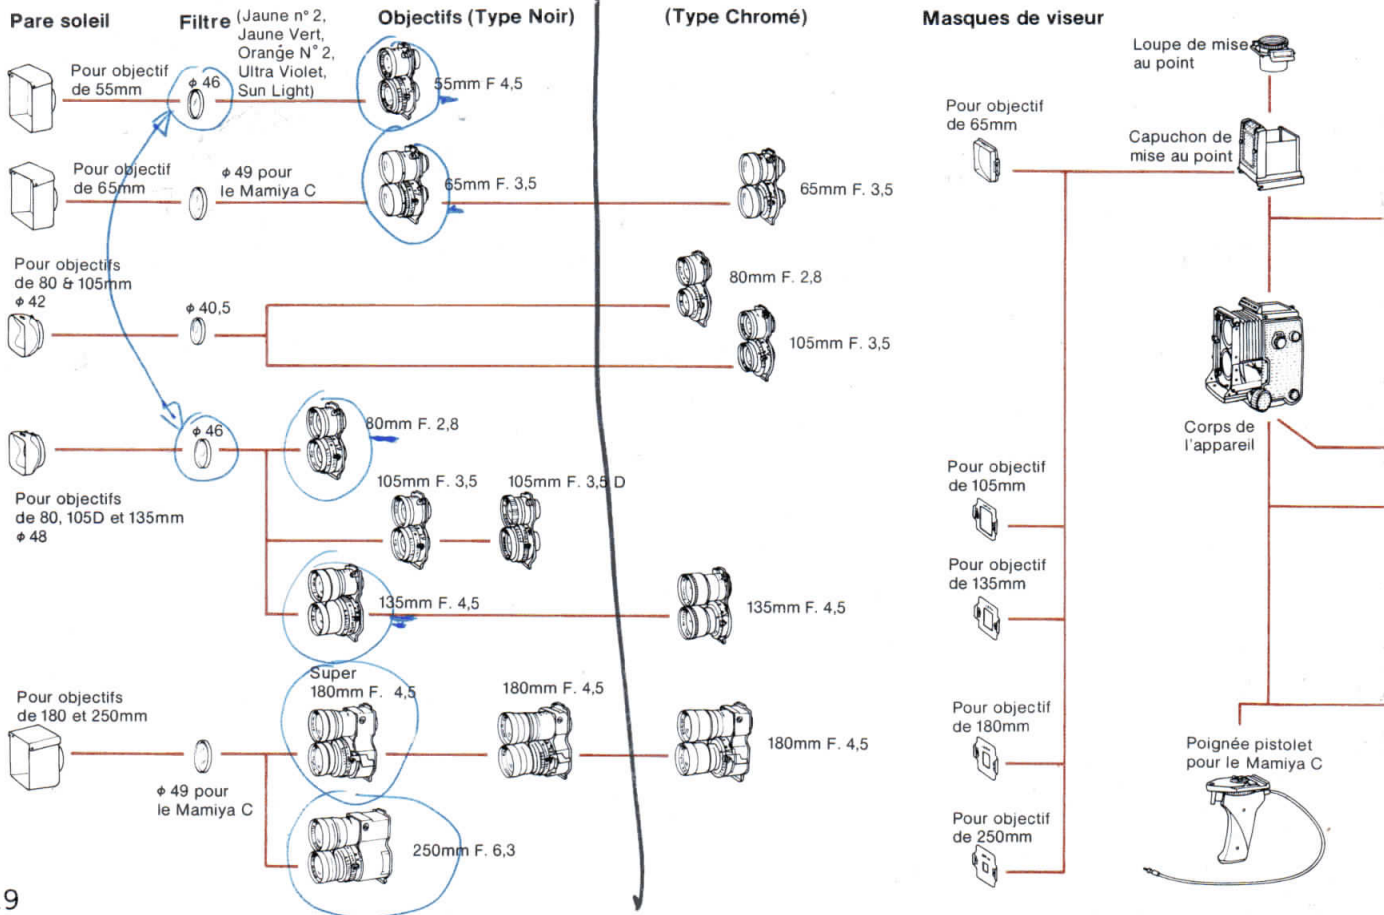 Pare soleil
Filtre
(Jaune n° 2,
Jaune Vert,
Orange N° 2,
Ultra Violet,
Sun Light)
Objectifs (Type Noir)
(Type Chromé)
Masques de viseur
Pour objectif
de 55mm
φ 46
55mm F 4,5
Pour objectif
de 65mm
φ 49 pour
le Mamiya C
65mm F. 3,5
65mm F. 3,5
Pour objectifs
de 80 & 105mm
φ 42
φ 40,5
80mm F. 2,8
105mm F. 3,5
φ 46
80mm F. 2,8
Pour objectifs
de 80, 105D et 135mm
φ 48
105mm F. 3,5
105mm F. 3,5 D
135mm F. 4,5
135mm F. 4,5
Pour objectifs
de 180 et 250mm
φ 49 pour
le Mamiya C
Super
180mm F. 4,5
180mm F. 4,5
180mm F. 4,5
250mm F. 6,3
Loupe de mise
au point
Pour objectif
de 65mm
Capuchon de
mise au point
Corps de
l'appareil
Pour objectif
de 105mm
Pour objectif
de 135mm
Pour objectif
de 180mm
Pour objectif
de 250mm
Poignée pistolet
pour le Mamiya C
9